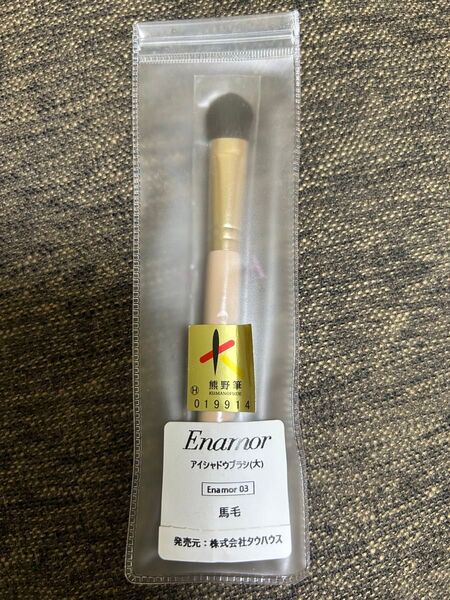 熊野筆
KUMANOFUDE
H 019914
Enamor
アイシャドウブラシ(大)
Enamor 03
馬毛
発売元：株式会社タウハウス